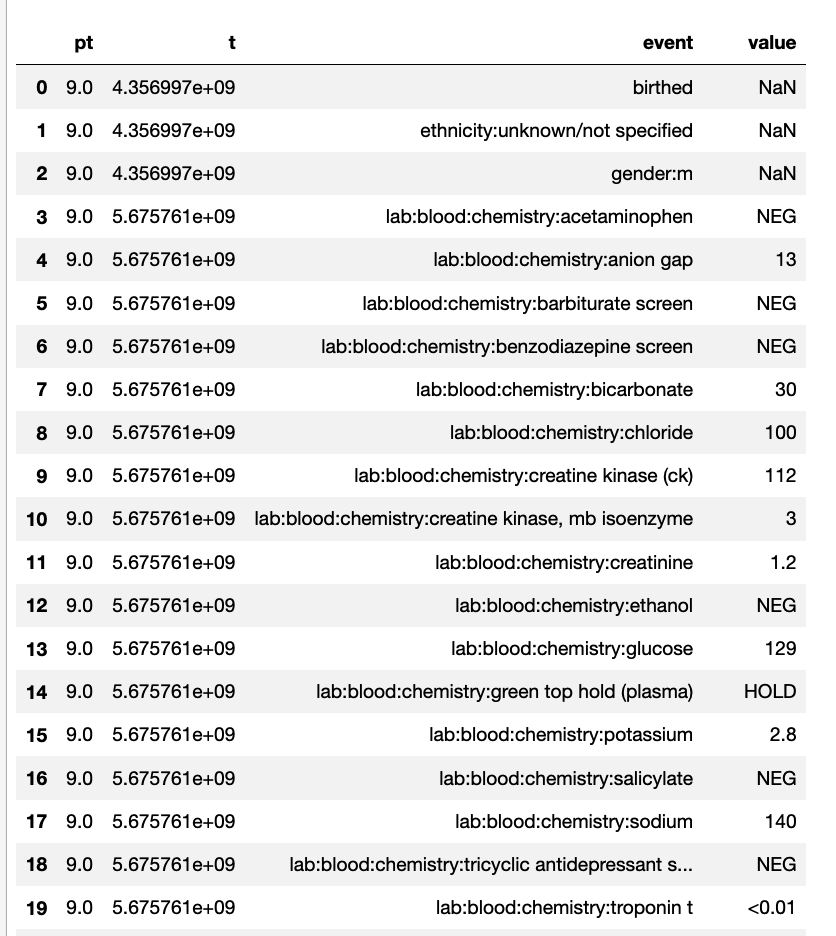 pt t event value
0 9.0 4.356997e+09 birthed NaN
1 9.0 4.356997e+09 ethnicity:unknown/not specified NaN
2 9.0 4.356997e+09 gender:m NaN
3 9.0 5.675761e+09 lab:blood:chemistry:acetaminophen NEG
4 9.0 5.675761e+09 lab:blood:chemistry:anion gap 13
5 9.0 5.675761e+09 lab:blood:chemistry:barbiturate screen NEG
6 9.0 5.675761e+09 lab:blood:chemistry:benzodiazepine screen NEG
7 9.0 5.675761e+09 lab:blood:chemistry:bicarbonate 30
8 9.0 5.675761e+09 lab:blood:chemistry:chloride 100
9 9.0 5.675761e+09 lab:blood:chemistry:creatine kinase (ck) 112
10 9.0 5.675761e+09 lab:blood:chemistry:creatine kinase, mb isoenzyme 3
11 9.0 5.675761e+09 lab:blood:chemistry:creatinine 1.2
12 9.0 5.675761e+09 lab:blood:chemistry:ethanol NEG
13 9.0 5.675761e+09 lab:blood:chemistry:glucose 129
14 9.0 5.675761e+09 lab:blood:chemistry:green top hold (plasma) HOLD
15 9.0 5.675761e+09 lab:blood:chemistry:potassium 2.8
16 9.0 5.675761e+09 lab:blood:chemistry:salicylate NEG
17 9.0 5.675761e+09 lab:blood:chemistry:sodium 140
18 9.0 5.675761e+09 lab:blood:chemistry:tricyclic antidepressant s... NEG
19 9.0 5.675761e+09 lab:blood:chemistry:troponin t <0.01